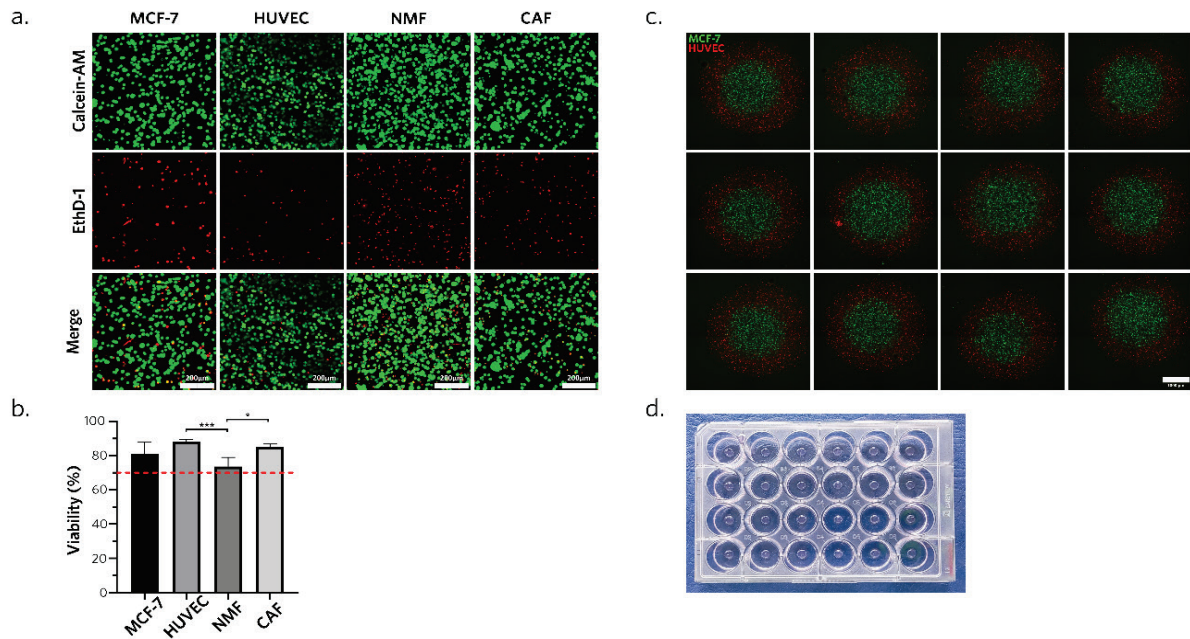 a.
MCF-7 HUVEC NMF CAF
Calcein-AM
EthD-1
Merge
200μm 200μm 200μm 200μm
b.
Viability (%)
100
80
60
40
20
0
*** *
MCF-7 HUVEC NMF CAF
c.
MCF-7
HUVEC
d.